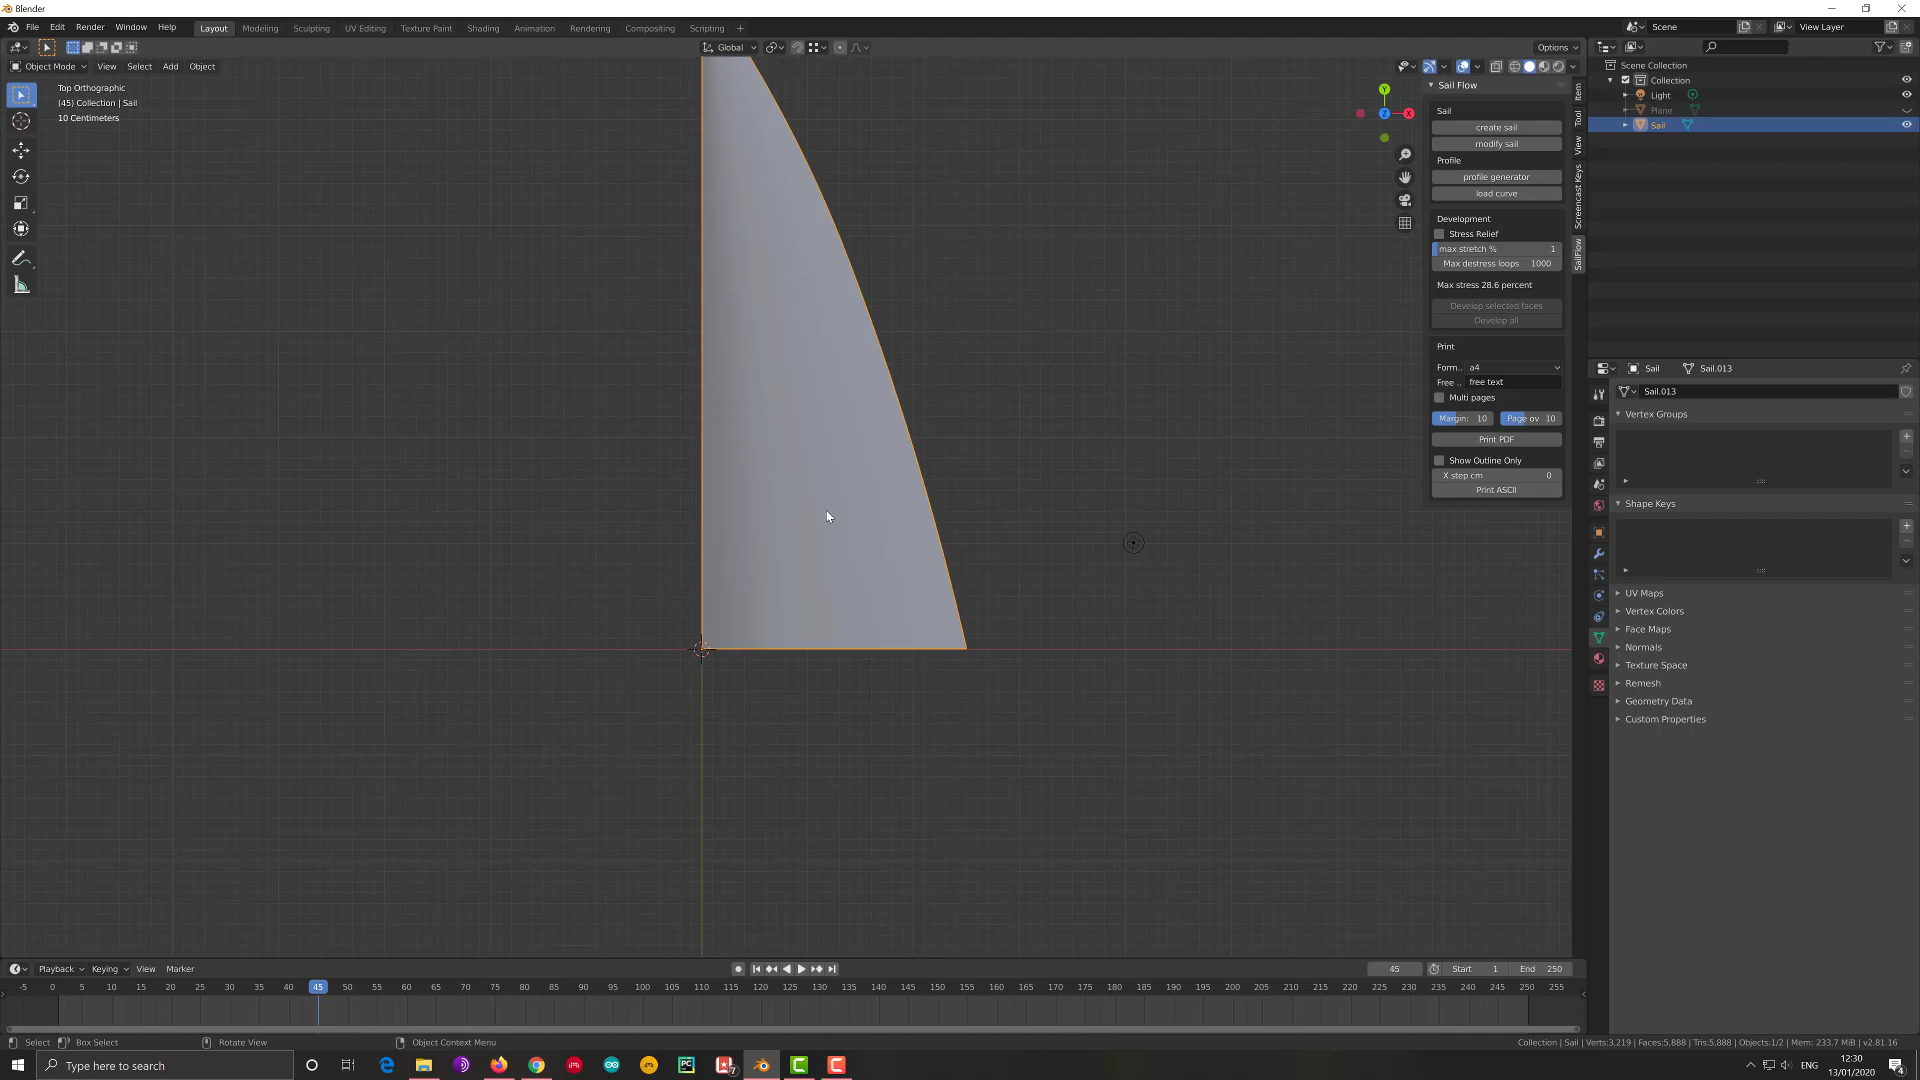 Blender
File Edit Render Window Help Layout Modeling Sculpting UV Editing Texture Paint Shading Animation Rendering Compositing Scripting + Scene View Layer
Global Options
Object Mode View Select Add Object
Top Orthographic
(45) Collection | Sail
10 Centimeters
Y
X
Z
Sail Flow
Sail
create sail
modify sail
Profile
profile generator
load curve
Development
Stress Relief
max stretch % 1
Max destress loops 1000
Max stress 28.6 percent
Develop selected faces
Develop all
Print
Form.. a4
Free .. free text
Multi pages
Margin: 10 Page ov 10
Print PDF
Show Outline Only
X step cm 0
Print ASCII
Item
Tool
View
Screencast Keys
SailFlow
Scene Collection
Collection
Light
Plane
Sail
Sail Sail.013
Sail.013
Vertex Groups
Shape Keys
UV Maps
Vertex Colors
Face Maps
Normals
Texture Space
Remesh
Geometry Data
Custom Properties
Playback Keying View Marker 45 Start 1 End 250
-5 0 5 10 15 20 25 30 35 40 45 50 55 60 65 70 75 80 85 90 95 100 105 110 115 120 125 130 135 140 145 150 155 160 165 170 175 180 185 190 195 200 205 210 215 220 225 230 235 240 245 250 255
Select Box Select Rotate View Object Context Menu Collection | Sail | Verts:3,219 | Faces:5,888 | Tris:5,888 | Objects:1/2 | Mem: 233.7 MiB | v2.81.16
Type here to search PC 7 ENG 12:30
13/01/2020 4